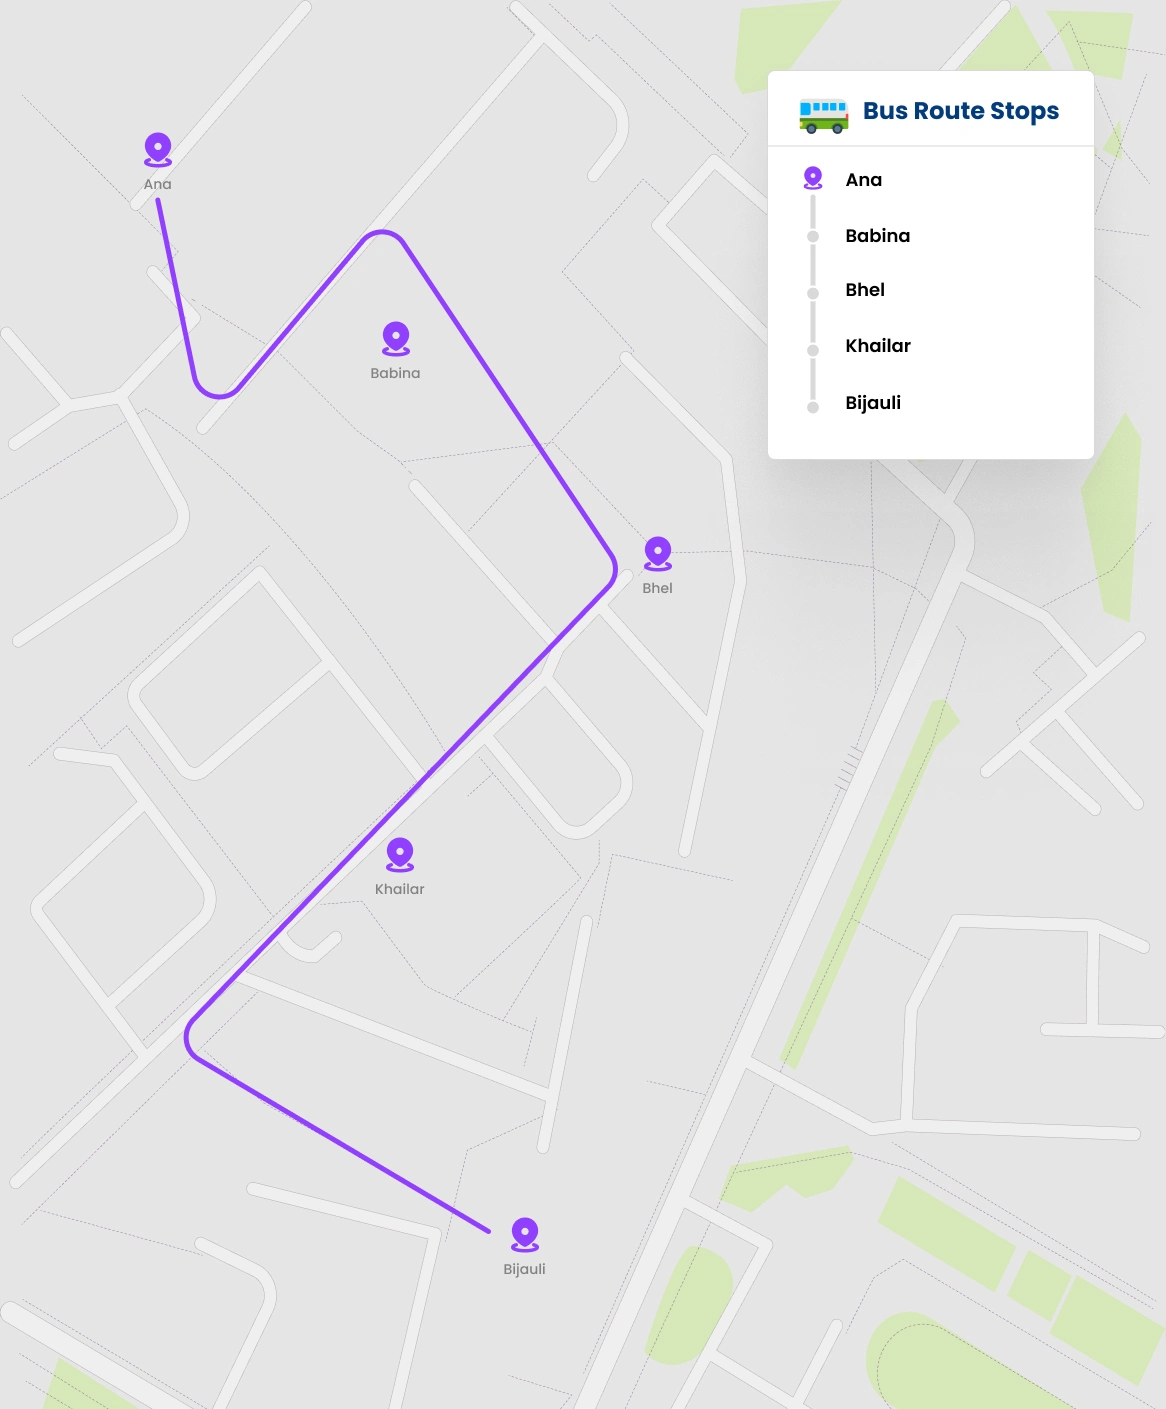 Bus Route Stops
Ana
Babina
Bhel
Khailar
Bijauli
Ana
Babina
Bhel
Khailar
Bijauli